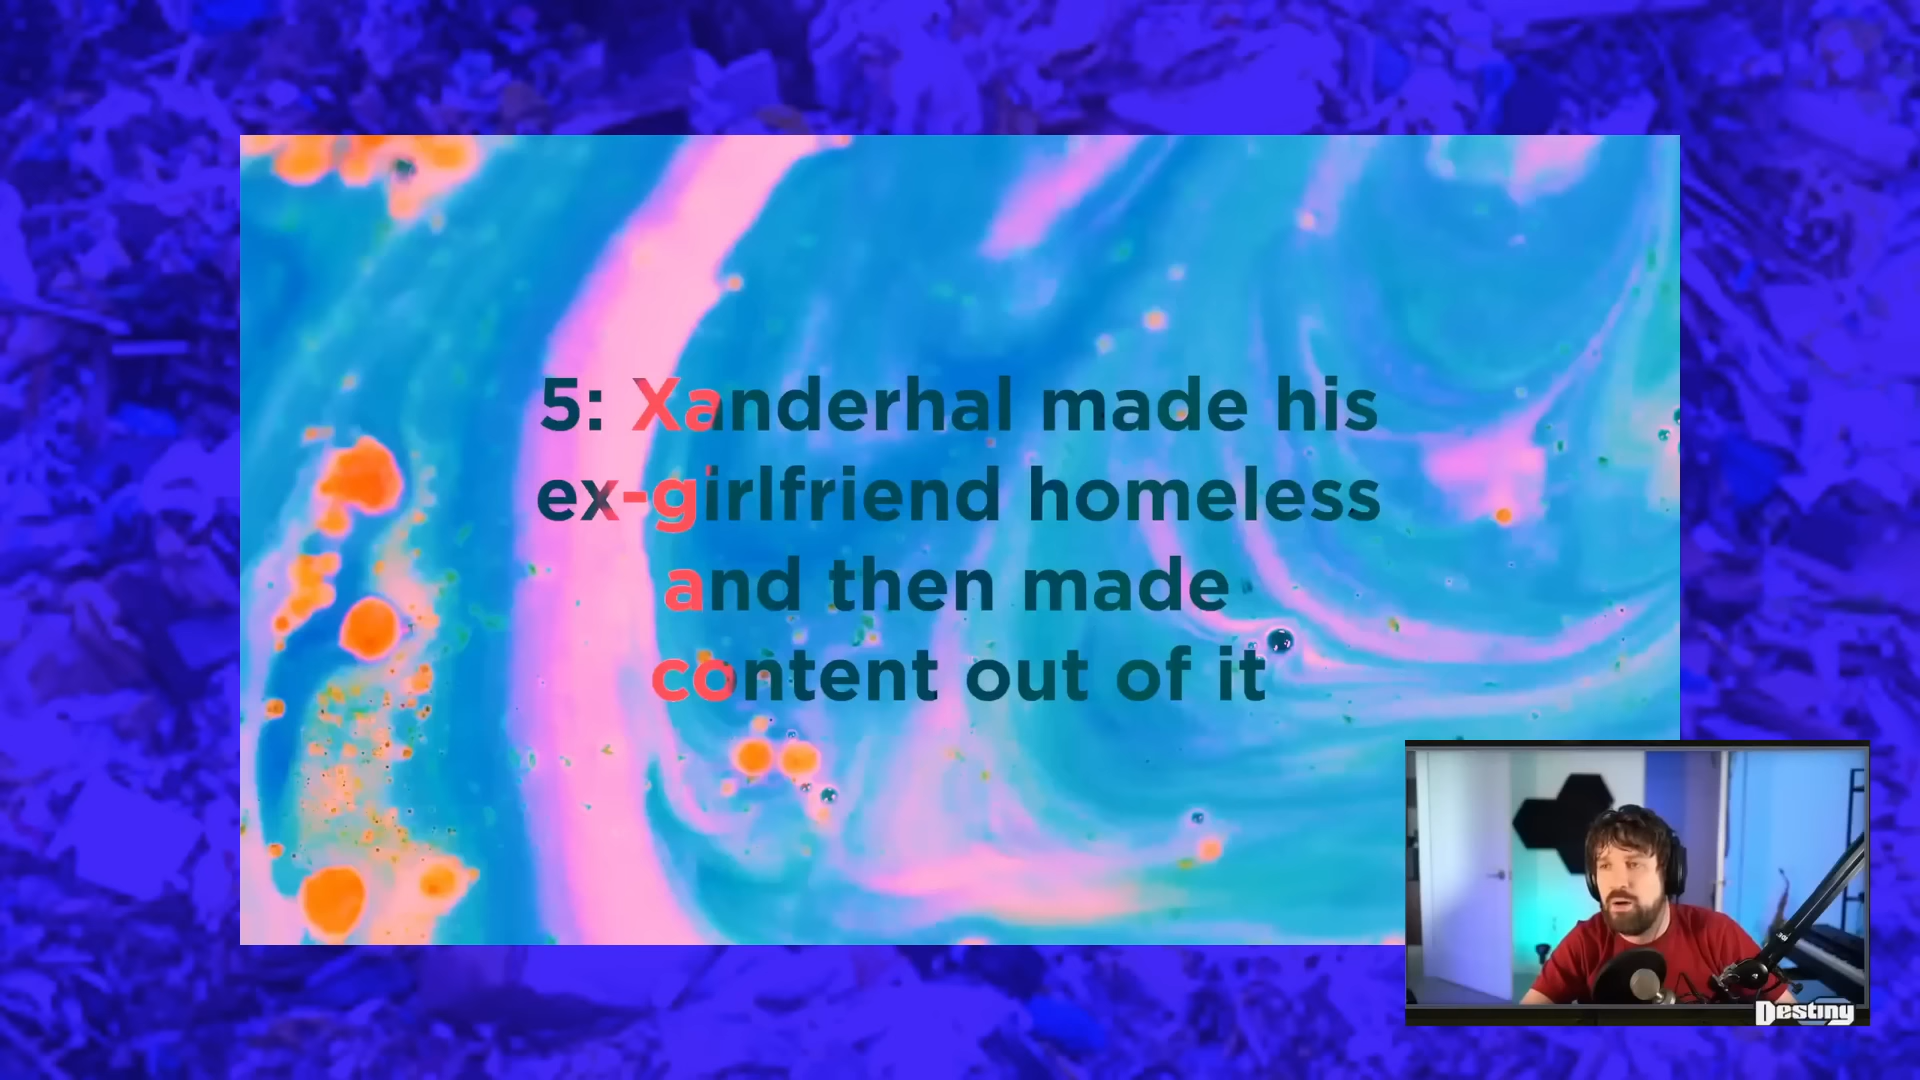 5: Xanderhal made his
ex-girlfriend homeless
and then made
content out of it
Destiny